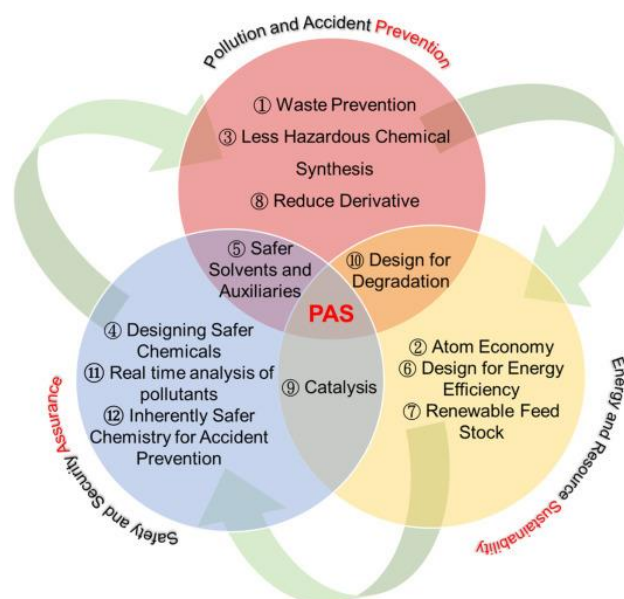 Pollution and Accident Prevention
① Waste Prevention
③ Less Hazardous Chemical
Synthesis
⑧ Reduce Derivative
⑤ Safer
Solvents and
Auxiliaries
⑩ Design for
Degradation
PAS
④ Designing Safer
Chemicals
⑪ Real time analysis of
pollutants
⑫ Inherently Safer
Chemistry for Accident
Prevention
⑨ Catalysis
② Atom Economy
⑥ Design for Energy
Efficiency
⑦ Renewable Feed
Stock
Safety and Security Assurance
Energy and Resource Sustainability